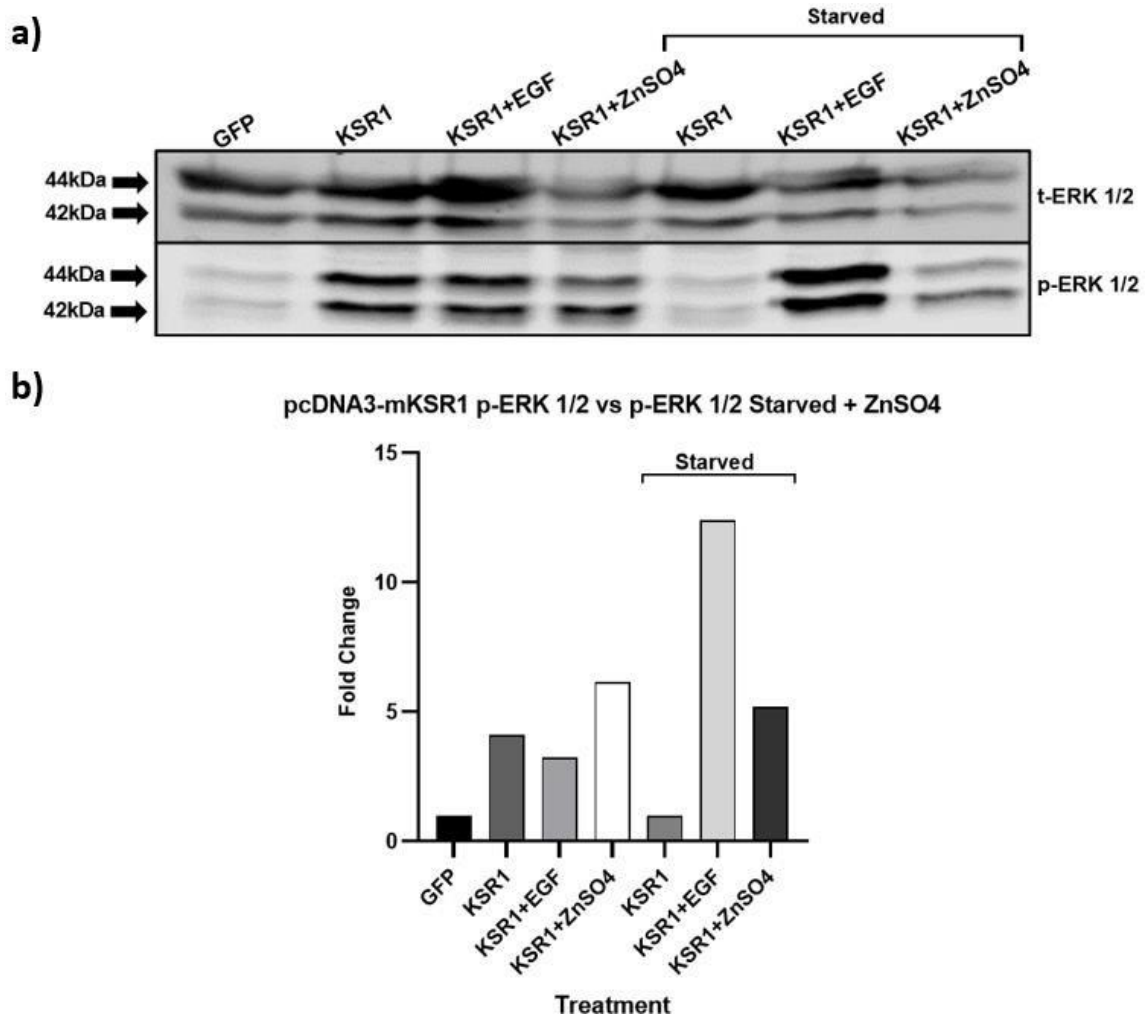 a)
Starved
GFP
KSR1
KSR1+EGF
KSR1+ZnSO4
KSR1
KSR1+EGF
KSR1+ZnSO4
44kDa
42kDa
t-ERK 1/2
44kDa
42kDa
p-ERK 1/2
b)
pcDNA3-mKSR1 p-ERK 1/2 vs p-ERK 1/2 Starved + ZnSO4
Starved
Fold Change
15
10
5
0
GFP
KSR1
KSR1+EGF
KSR1+ZnSO4
KSR1
KSR1+EGF
KSR1+ZnSO4
Treatment